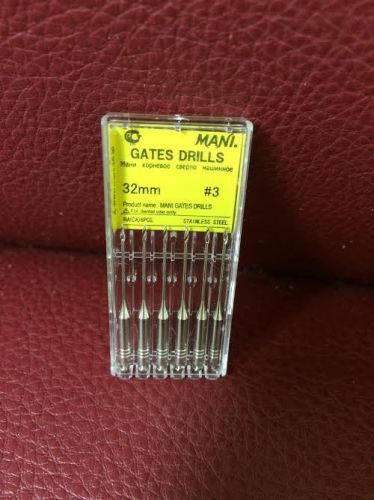 MANI.
GATES DRILLS
Мани корневое сверло машинное
32mm #3
Product name : MANI GATES DRILLS
For dental use only
STAINLESS STEEL